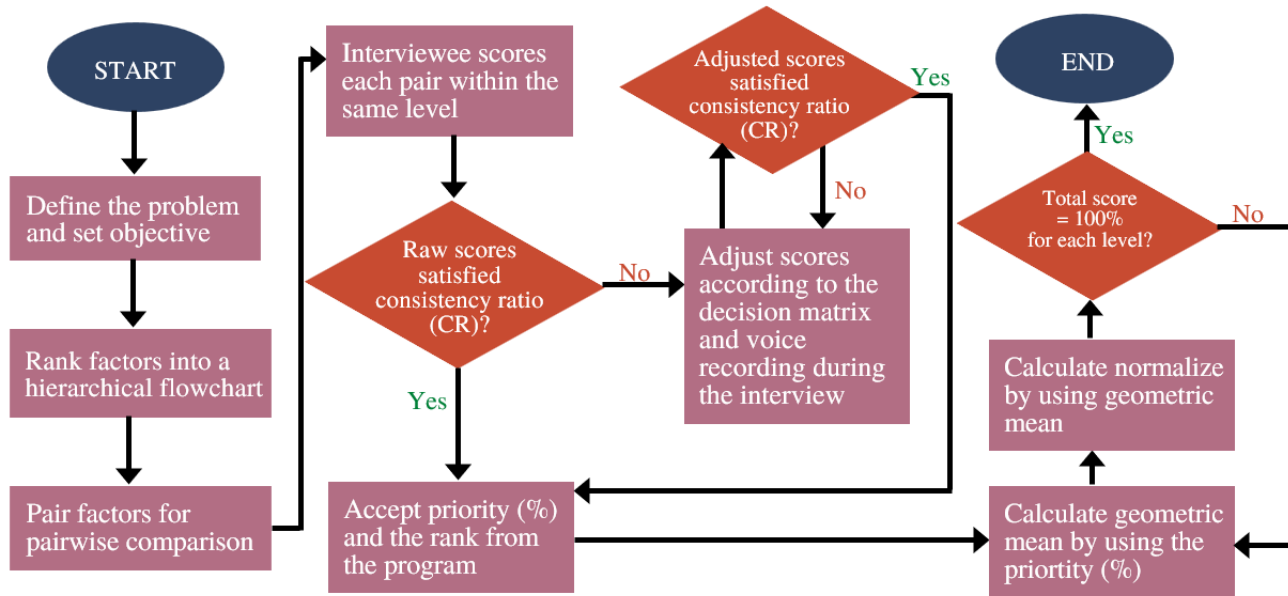 START
Define the problem
and set objective
Rank factors into a
hierarchical flowchart
Pair factors for
pairwise comparison
Interviewee scores
each pair within the
same level
Raw scores
satisfied
consistency ratio
(CR)?
No
Yes
Adjust scores
according to the
decision matrix
and voice
recording during
the interview
Adjusted scores
satisfied
consistency ratio
(CR)?
Yes
No
Accept priority (%)
and the rank from
the program
Calculate geometric
mean by using the
priortity (%)
Calculate normalize
by using geometric
mean
Total score
= 100%
for each level?
No
Yes
END